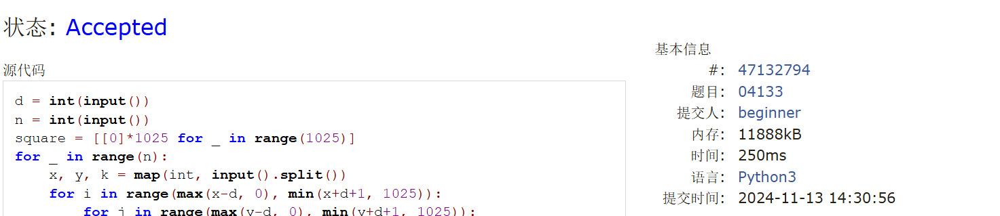 状态: Accepted
源代码
d = int(input())
n = int(input())
square = [[0]*1025 for _ in range(1025)]
for _ in range(n):
    x, y, k = map(int, input().split())
    for i in range(max(x-d, 0), min(x+d+1, 1025)):
        for j in range(max(y-d, 0), min(y+d+1, 1025)):
基本信息
#: 47132794
题目: 04133
提交人: beginner
内存: 11888kB
时间: 250ms
语言: Python3
提交时间: 2024-11-13 14:30:56